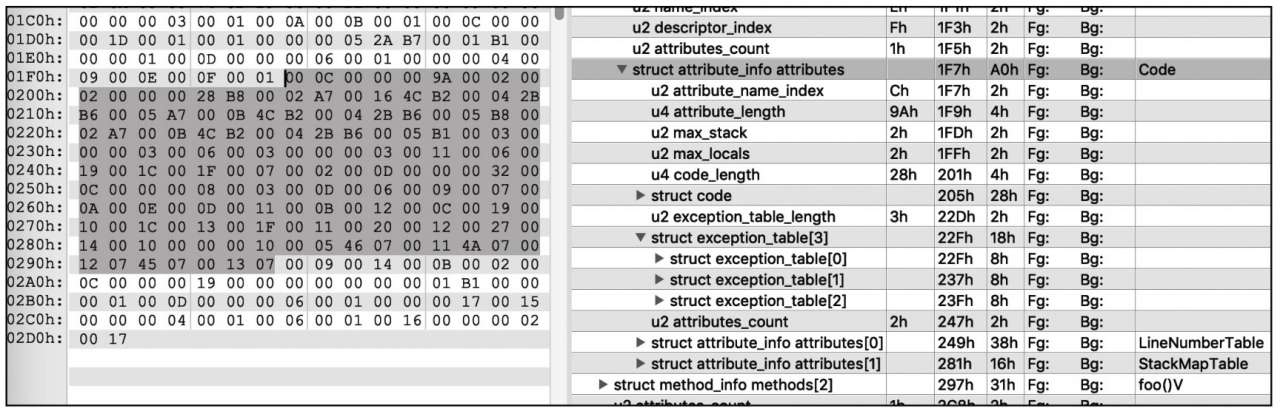 01C0h: 00 00 00 03 00 01 00 0A 00 0B 00 01 00 0C 00 00
01D0h: 00 1D 00 01 00 01 00 00 00 05 2A B7 00 01 B1 00
01E0h: 00 00 01 00 0D 00 00 00 06 00 01 00 00 00 04 00
01F0h: 09 00 0E 00 0F 00 01 00 0C 00 00 00 9A 00 02 00
0200h: 02 00 00 00 28 B8 00 02 A7 00 16 4C B2 00 04 2B
0210h: B6 00 05 A7 00 0B 4C B2 00 04 2B B6 00 05 B8 00
0220h: 02 A7 00 0B 4C B2 00 04 2B B6 00 05 B1 00 03 00
0230h: 00 00 03 00 06 00 03 00 00 00 03 00 11 00 06 00
0240h: 19 00 1C 00 1F 00 07 00 02 00 0D 00 00 00 32 00
0250h: 0C 00 00 00 08 00 03 00 0D 00 06 00 09 00 07 00
0260h: 0A 00 0E 00 0D 00 11 00 0B 00 12 00 0C 00 19 00
0270h: 10 00 1C 00 13 00 1F 00 11 00 20 00 12 00 27 00
0280h: 14 00 10 00 00 00 10 00 05 46 07 00 11 4A 07 00
0290h: 12 07 45 07 00 13 07 00 09 00 14 00 0B 00 02 00
02A0h: 0C 00 00 00 19 00 00 00 00 00 00 00 01 B1 00 00
02B0h: 00 01 00 0D 00 00 00 06 00 01 00 00 00 17 00 15
02C0h: 00 00 00 04 00 01 00 06 00 01 00 16 00 00 00 02
02D0h: 00 17
u2 name_index Eh 1F1h 2h Fg: Bg:
u2 descriptor_index Fh 1F3h 2h Fg: Bg:
u2 attributes_count 1h 1F5h 2h Fg: Bg:
struct attribute_info attributes 1F7h A0h Fg: Bg: Code
u2 attribute_name_index Ch 1F7h 2h Fg: Bg:
u4 attribute_length 9Ah 1F9h 4h Fg: Bg:
u2 max_stack 2h 1FDh 2h Fg: Bg:
u2 max_locals 2h 1FFh 2h Fg: Bg:
u4 code_length 28h 201h 4h Fg: Bg:
struct code 205h 28h Fg: Bg:
u2 exception_table_length 3h 22Dh 2h Fg: Bg:
struct exception_table[3] 22Fh 18h Fg: Bg:
struct exception_table[0] 22Fh 8h Fg: Bg:
struct exception_table[1] 237h 8h Fg: Bg:
struct exception_table[2] 23Fh 8h Fg: Bg:
u2 attributes_count 2h 247h 2h Fg: Bg:
struct attribute_info attributes[0] 249h 38h Fg: Bg: LineNumberTable
struct attribute_info attributes[1] 281h 16h Fg: Bg: StackMapTable
struct method_info methods[2] 297h 31h Fg: Bg: foo()V
u2 attributes_count 1h 2C8h 2h Fg: Bg: